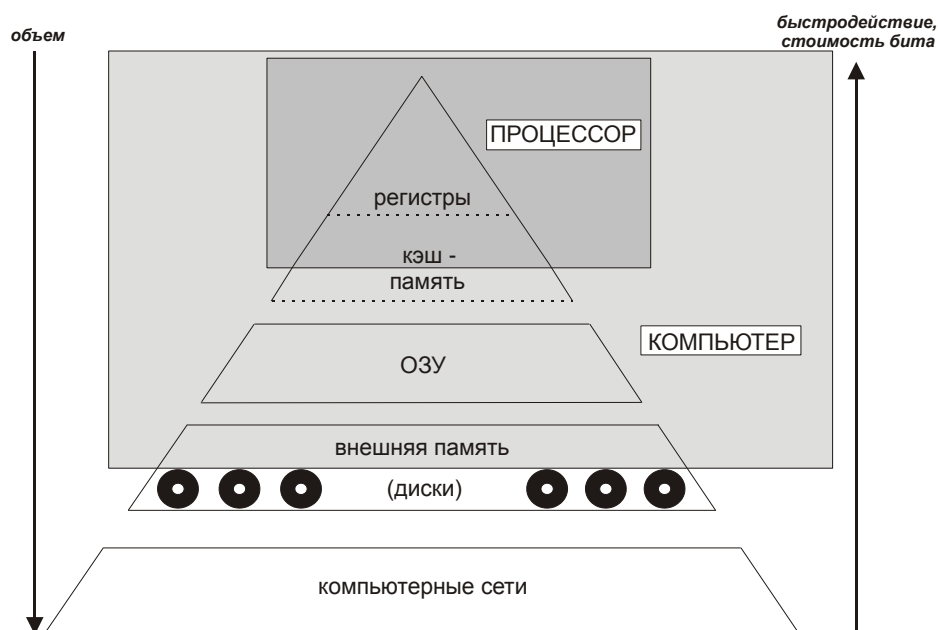 объем
быстродействие,
стоимость бита
ПРОЦЕССОР
регистры
кэш -
память
КОМПЬЮТЕР
ОЗУ
внешняя память
(диски)
компьютерные сети